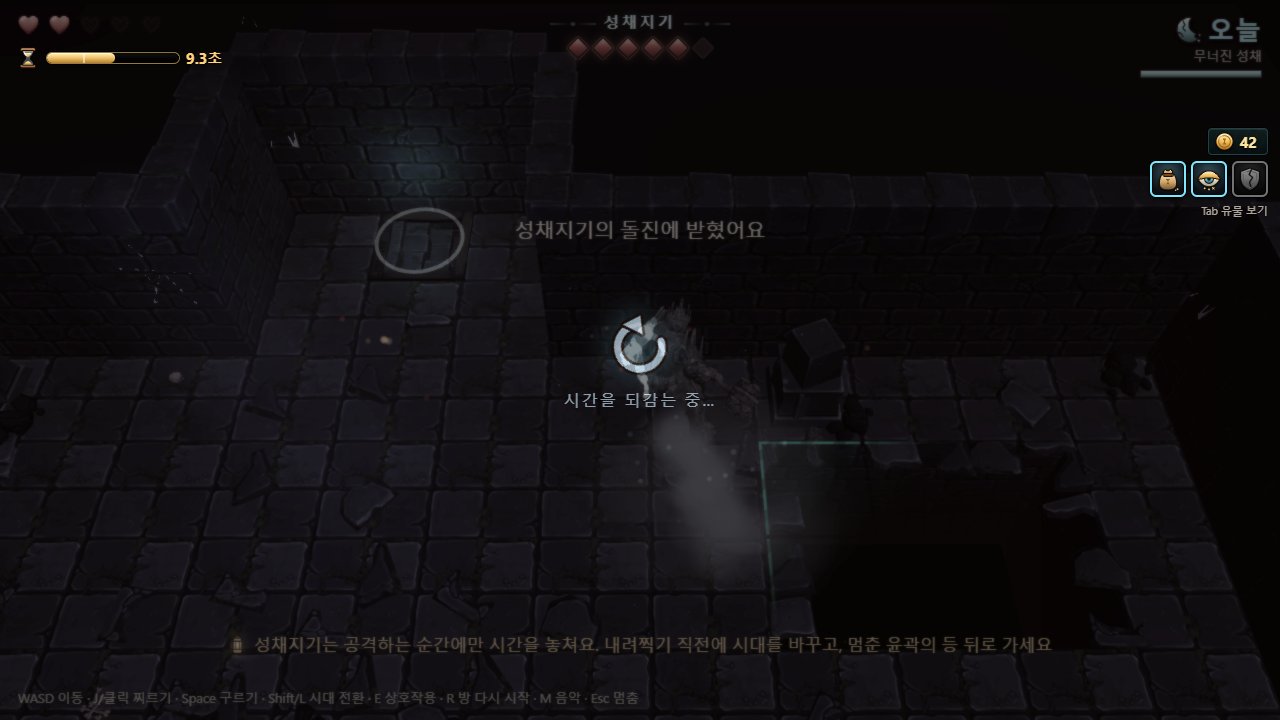 성채지기
오늘
무너진 성채
9.3초
42
Tab 유물 보기
성채지기의 돌진에 받혔어요
시간을 되감는 중...
성채지기는 공격하는 순간에만 시간을 놓쳐요. 내려찍기 직전에 시대를 바꾸고, 멈춘 윤곽의 등 뒤로 가세요
WASD 이동 · J/클릭 찌르기 · Space 구르기 · Shift/L 시대 전환 · E 상호작용 · R 방 다시 시작 · M 음악 · Esc 멈춤